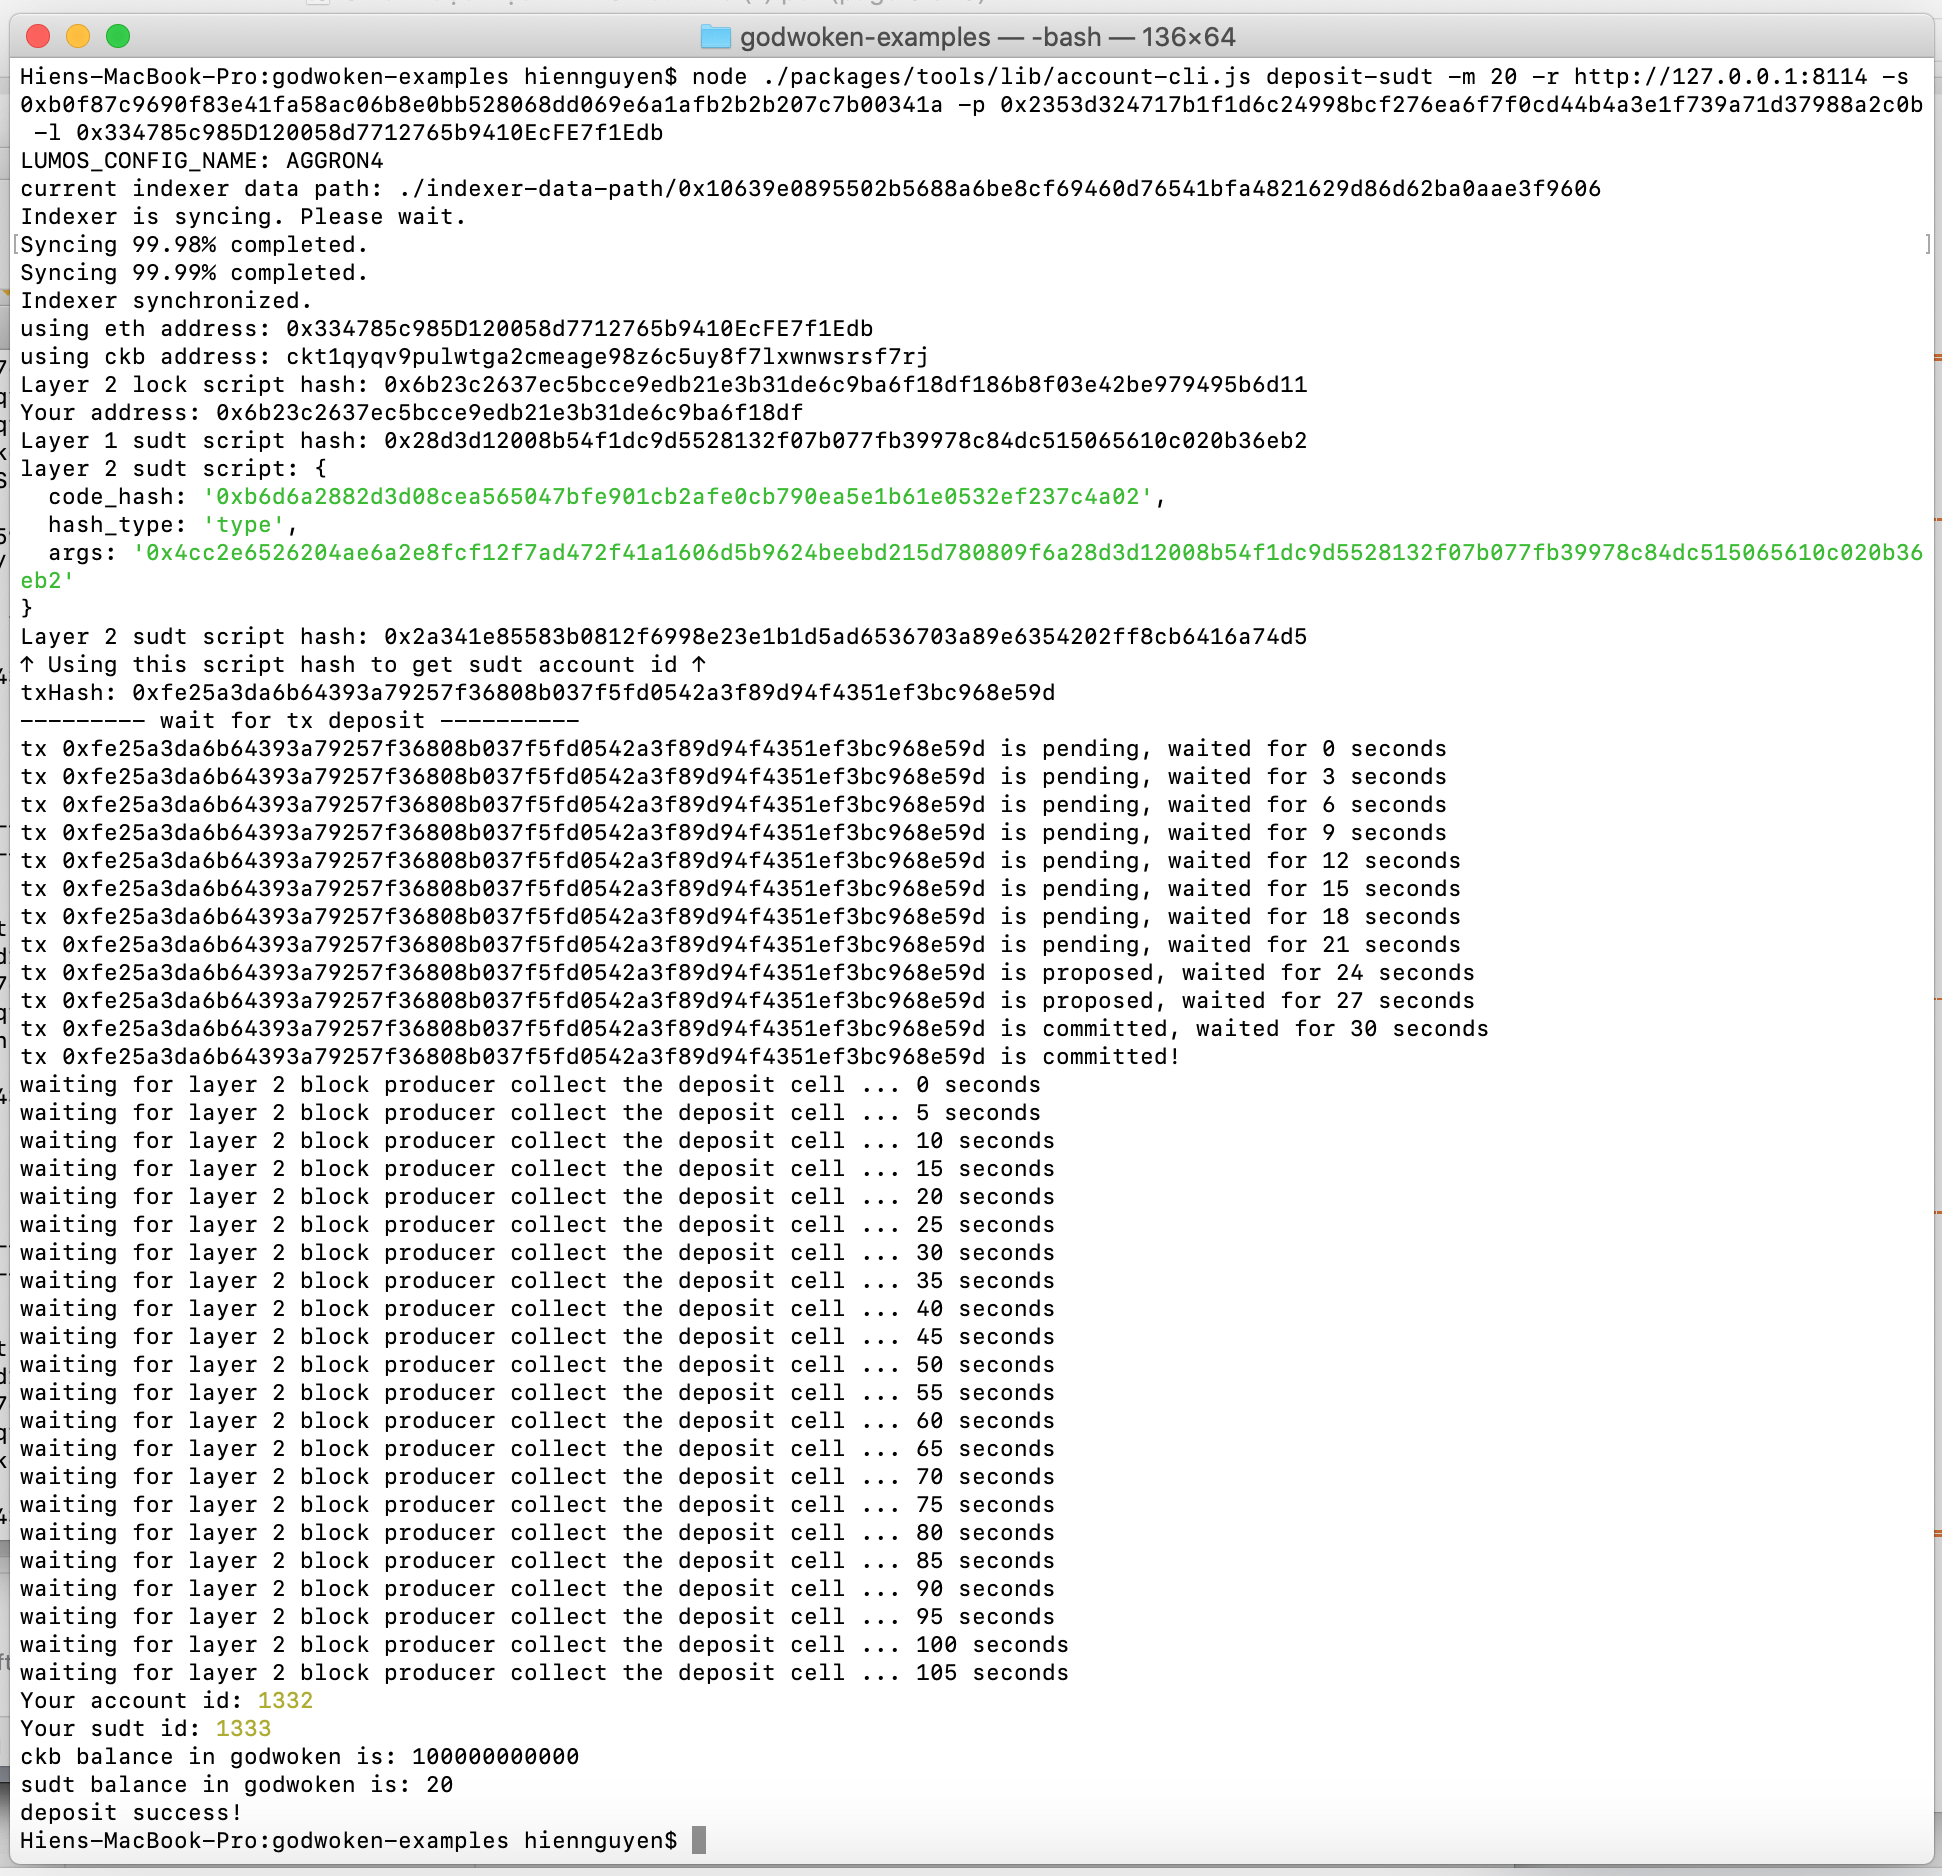 godwoken-examples — -bash — 136×64
Hiens-MacBook-Pro:godwoken-examples hiennguyen$ node ./packages/tools/lib/account-cli.js deposit-sudt -m 20 -r http://127.0.0.1:8114 -s
0xb0f87c9690f83e41fa58ac06b8e0bb528068dd069e6a1afb2b2b207c7b00341a -p 0x2353d324717b1f1d6c24998bcf276ea6f7f0cd44b4a3e1f739a71d37988a2c0b
-l 0x334785c985D120058d7712765b9410EcFE7f1Edb
LUMOS_CONFIG_NAME: AGGRON4
current indexer data path: ./indexer-data-path/0x10639e0895502b5688a6be8cf69460d76541bfa4821629d86d62ba0aae3f9606
Indexer is syncing. Please wait.
[Syncing 99.98% completed. ]
Syncing 99.99% completed.
Indexer synchronized.
using eth address: 0x334785c985D120058d7712765b9410EcFE7f1Edb
using ckb address: ckt1qyqv9pulwtga2cmeage98z6c5uy8f7lxwnwsrsf7rj
Layer 2 lock script hash: 0x6b23c2637ec5bcce9edb21e3b31de6c9ba6f18df186b8f03e42be979495b6d11
Your address: 0x6b23c2637ec5bcce9edb21e3b31de6c9ba6f18df
Layer 1 sudt script hash: 0x28d3d12008b54f1dc9d5528132f07b077fb39978c84dc515065610c020b36eb2
layer 2 sudt script: {
code_hash: '0xb6d6a2882d3d08cea565047bfe901cb2afe0cb790ea5e1b61e0532ef237c4a02',
hash_type: 'type',
args: '0x4cc2e6526204ae6a2e8fcf12f7ad472f41a1606d5b9624beebd215d780809f6a28d3d12008b54f1dc9d5528132f07b077fb39978c84dc515065610c020b36
eb2'
}
Layer 2 sudt script hash: 0x2a341e85583b0812f6998e23e1b1d5ad6536703a89e6354202ff8cb6416a74d5
↑ Using this script hash to get sudt account id ↑
txHash: 0xfe25a3da6b64393a79257f36808b037f5fd0542a3f89d94f4351ef3bc968e59d
--------- wait for tx deposit ----------
tx 0xfe25a3da6b64393a79257f36808b037f5fd0542a3f89d94f4351ef3bc968e59d is pending, waited for 0 seconds
tx 0xfe25a3da6b64393a79257f36808b037f5fd0542a3f89d94f4351ef3bc968e59d is pending, waited for 3 seconds
tx 0xfe25a3da6b64393a79257f36808b037f5fd0542a3f89d94f4351ef3bc968e59d is pending, waited for 6 seconds
tx 0xfe25a3da6b64393a79257f36808b037f5fd0542a3f89d94f4351ef3bc968e59d is pending, waited for 9 seconds
tx 0xfe25a3da6b64393a79257f36808b037f5fd0542a3f89d94f4351ef3bc968e59d is pending, waited for 12 seconds
tx 0xfe25a3da6b64393a79257f36808b037f5fd0542a3f89d94f4351ef3bc968e59d is pending, waited for 15 seconds
tx 0xfe25a3da6b64393a79257f36808b037f5fd0542a3f89d94f4351ef3bc968e59d is pending, waited for 18 seconds
tx 0xfe25a3da6b64393a79257f36808b037f5fd0542a3f89d94f4351ef3bc968e59d is pending, waited for 21 seconds
tx 0xfe25a3da6b64393a79257f36808b037f5fd0542a3f89d94f4351ef3bc968e59d is proposed, waited for 24 seconds
tx 0xfe25a3da6b64393a79257f36808b037f5fd0542a3f89d94f4351ef3bc968e59d is proposed, waited for 27 seconds
tx 0xfe25a3da6b64393a79257f36808b037f5fd0542a3f89d94f4351ef3bc968e59d is committed, waited for 30 seconds
tx 0xfe25a3da6b64393a79257f36808b037f5fd0542a3f89d94f4351ef3bc968e59d is committed!
waiting for layer 2 block producer collect the deposit cell ... 0 seconds
waiting for layer 2 block producer collect the deposit cell ... 5 seconds
waiting for layer 2 block producer collect the deposit cell ... 10 seconds
waiting for layer 2 block producer collect the deposit cell ... 15 seconds
waiting for layer 2 block producer collect the deposit cell ... 20 seconds
waiting for layer 2 block producer collect the deposit cell ... 25 seconds
waiting for layer 2 block producer collect the deposit cell ... 30 seconds
waiting for layer 2 block producer collect the deposit cell ... 35 seconds
waiting for layer 2 block producer collect the deposit cell ... 40 seconds
waiting for layer 2 block producer collect the deposit cell ... 45 seconds
waiting for layer 2 block producer collect the deposit cell ... 50 seconds
waiting for layer 2 block producer collect the deposit cell ... 55 seconds
waiting for layer 2 block producer collect the deposit cell ... 60 seconds
waiting for layer 2 block producer collect the deposit cell ... 65 seconds
waiting for layer 2 block producer collect the deposit cell ... 70 seconds
waiting for layer 2 block producer collect the deposit cell ... 75 seconds
waiting for layer 2 block producer collect the deposit cell ... 80 seconds
waiting for layer 2 block producer collect the deposit cell ... 85 seconds
waiting for layer 2 block producer collect the deposit cell ... 90 seconds
waiting for layer 2 block producer collect the deposit cell ... 95 seconds
waiting for layer 2 block producer collect the deposit cell ... 100 seconds
waiting for layer 2 block producer collect the deposit cell ... 105 seconds
Your account id: 1332
Your sudt id: 1333
ckb balance in godwoken is: 100000000000
sudt balance in godwoken is: 20
deposit success!
Hiens-MacBook-Pro:godwoken-examples hiennguyen$